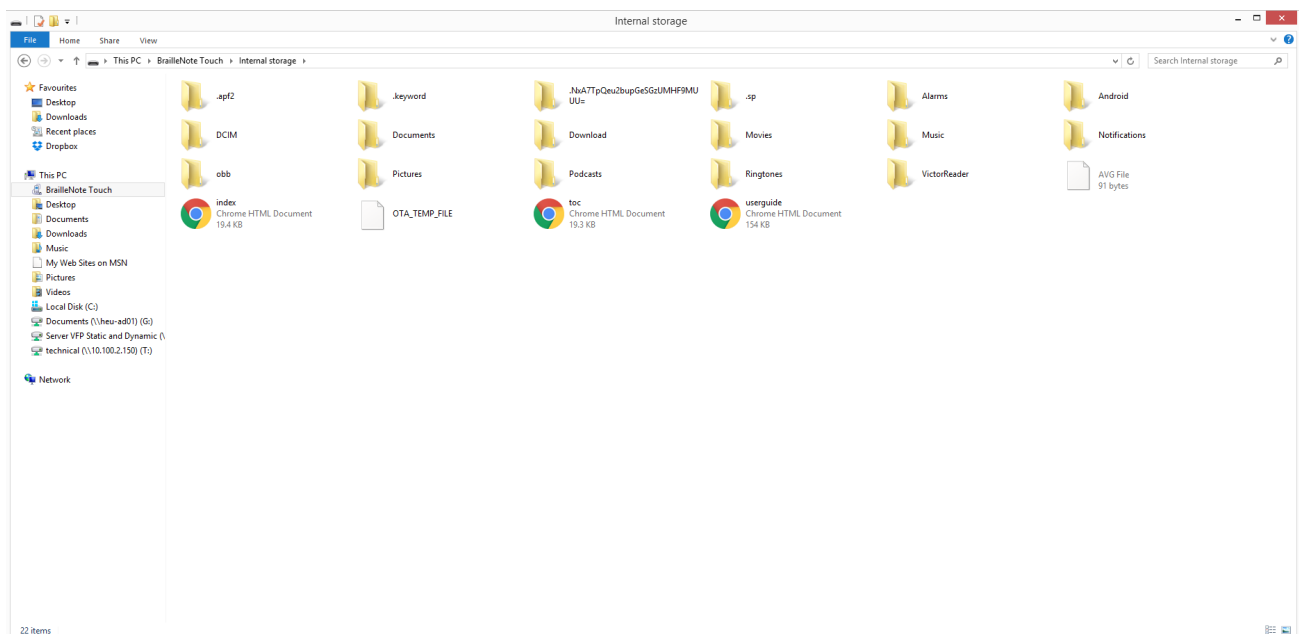 Internal storage
File Home Share View
This PC BrailleNote Touch Internal storage
Search Internal storage
Favourites
Desktop
Downloads
Recent places
Dropbox
This PC
BrailleNote Touch
Desktop
Documents
Downloads
Music
My Web Sites on MSN
Pictures
Videos
Local Disk (C:)
Documents (\\heu-ad01) (G:)
Server VFP Static and Dynamic (\
technical (\\10.100.2.150) (T:)
Network
.apf2
.keyword
.NxA7TpQeu2bupGeSGzUMHF9MU
UU=
.sp
Alarms
Android
DCIM
Documents
Download
Movies
Music
Notifications
obb
Pictures
Podcasts
Ringtones
VictorReader
AVG File
91 bytes
index
Chrome HTML Document
19.4 KB
OTA_TEMP_FILE
toc
Chrome HTML Document
19.3 KB
userguide
Chrome HTML Document
154 KB
22 items